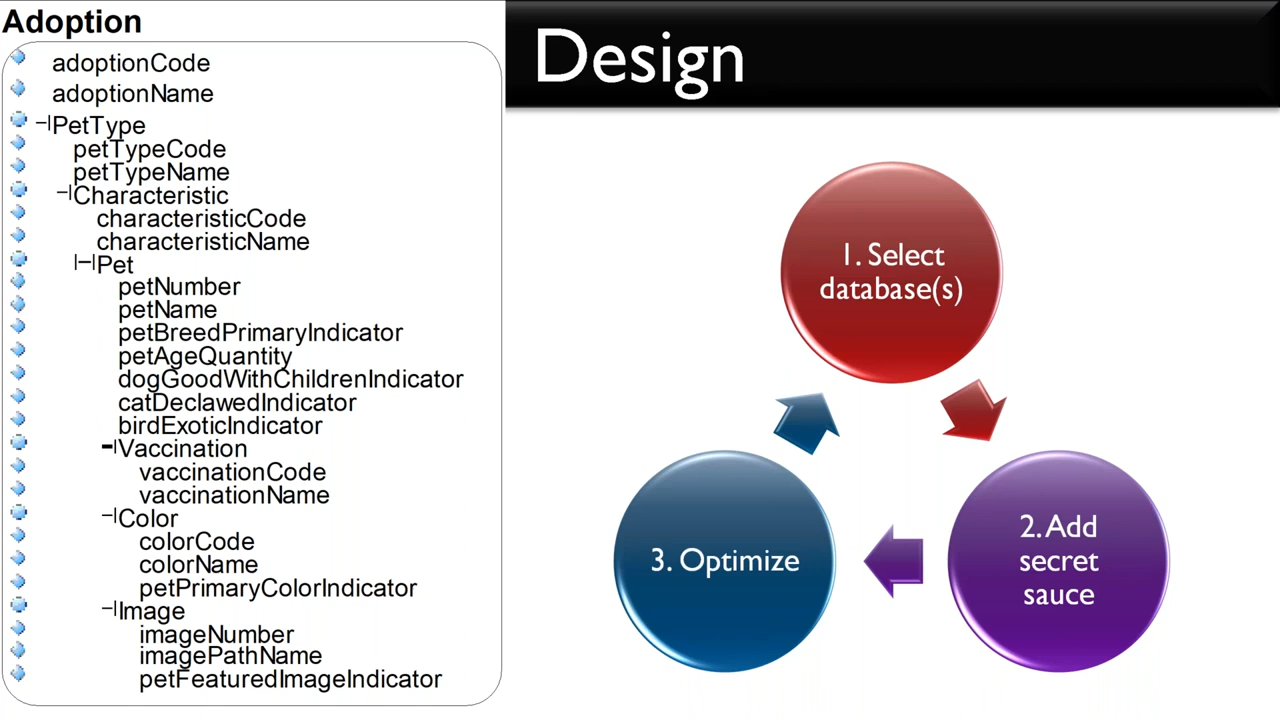 Adoption
adoptionCode
adoptionName
PetType
petTypeCode
petTypeName
Characteristic
characteristicCode
characteristicName
Pet
petNumber
petName
petBreedPrimaryIndicator
petAgeQuantity
dogGoodWithChildrenIndicator
catDeclawedIndicator
birdExoticIndicator
Vaccination
vaccinationCode
vaccinationName
Color
colorCode
colorName
petPrimaryColorIndicator
Image
imageNumber
imagePathName
petFeaturedImageIndicator
Design
1. Select
database(s)
2. Add
secret
sauce
3. Optimize